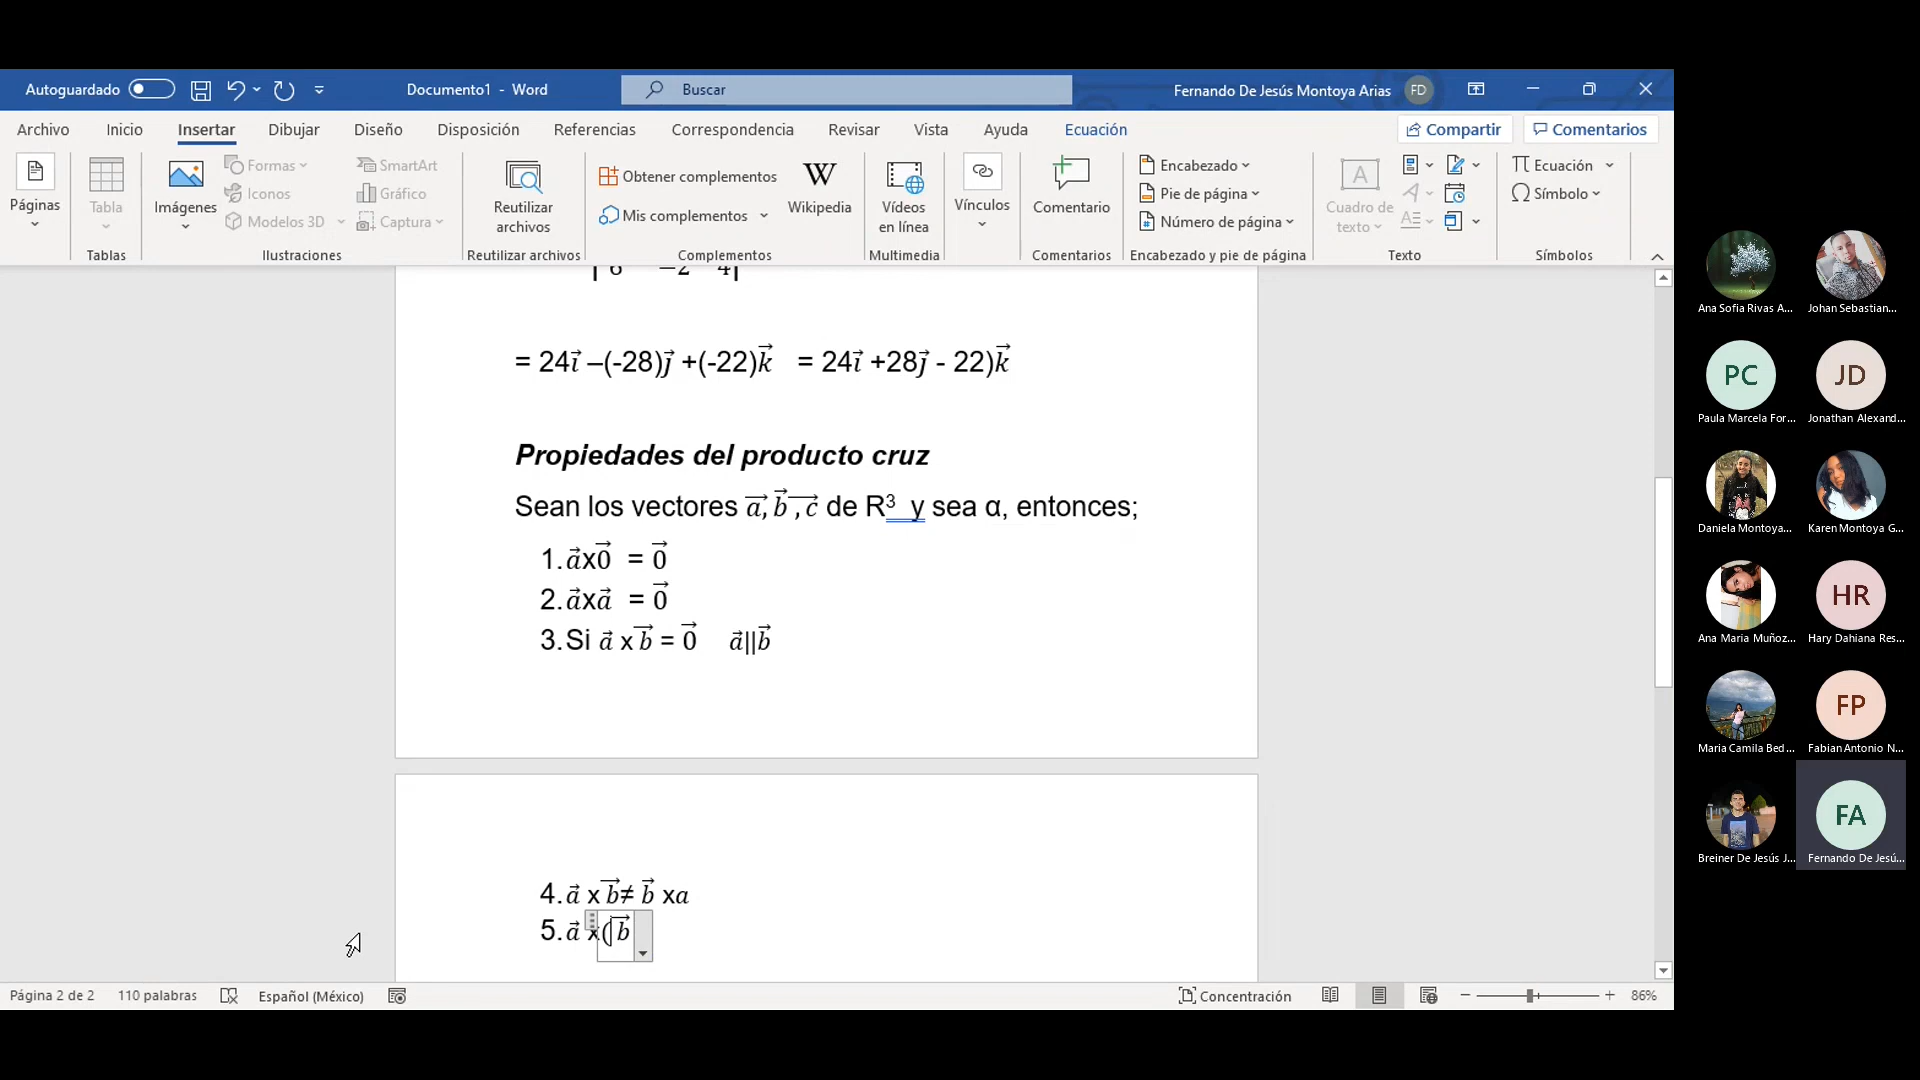 Autoguardado
Documento1 - Word
Buscar
Fernando De Jesús Montoya Arias
FD
Archivo Inicio Insertar Dibujar Diseño Disposición Referencias Correspondencia Revisar Vista Ayuda Ecuación
Compartir Comentarios
Páginas
Tabla
Tablas
Imágenes
Formas
Iconos
Modelos 3D
SmartArt
Gráfico
Captura
Ilustraciones
Reutilizar
archivos
Reutilizar archivos
Obtener complementos
Mis complementos
W
Wikipedia
Complementos
Vídeos
en línea
Multimedia
Vínculos
Comentario
Comentarios
Encabezado
Pie de página
Número de página
Encabezado y pie de página
Cuadro de
texto
Texto
π Ecuación
Ω Símbolo
Símbolos
| 6 −2 4|
= 24i⃗ –(-28)j⃗ +(-22)k⃗ = 24i⃗ +28j⃗ - 22)k⃗
Propiedades del producto cruz
Sean los vectores a⃗, b⃗ , c⃗ de R³ y sea α, entonces;
1. a⃗x0⃗ = 0⃗
2. a⃗xa⃗ = 0⃗
3. Si a⃗ x b⃗ = 0⃗ a⃗||b⃗
4. a⃗ x b⃗≠ b⃗ xa
5. a⃗ x( b⃗
Página 2 de 2 110 palabras Español (México)
Concentración
86%
Ana Sofia Rivas A...
Johan Sebastian...
PC
Paula Marcela For...
JD
Jonathan Alexand...
Daniela Montoya...
Karen Montoya G...
Ana Maria Muñoz...
HR
Hary Dahiana Res...
Maria Camila Bed...
FP
Fabian Antonio N...
Breiner De Jesús J...
FA
Fernando De Jesú...